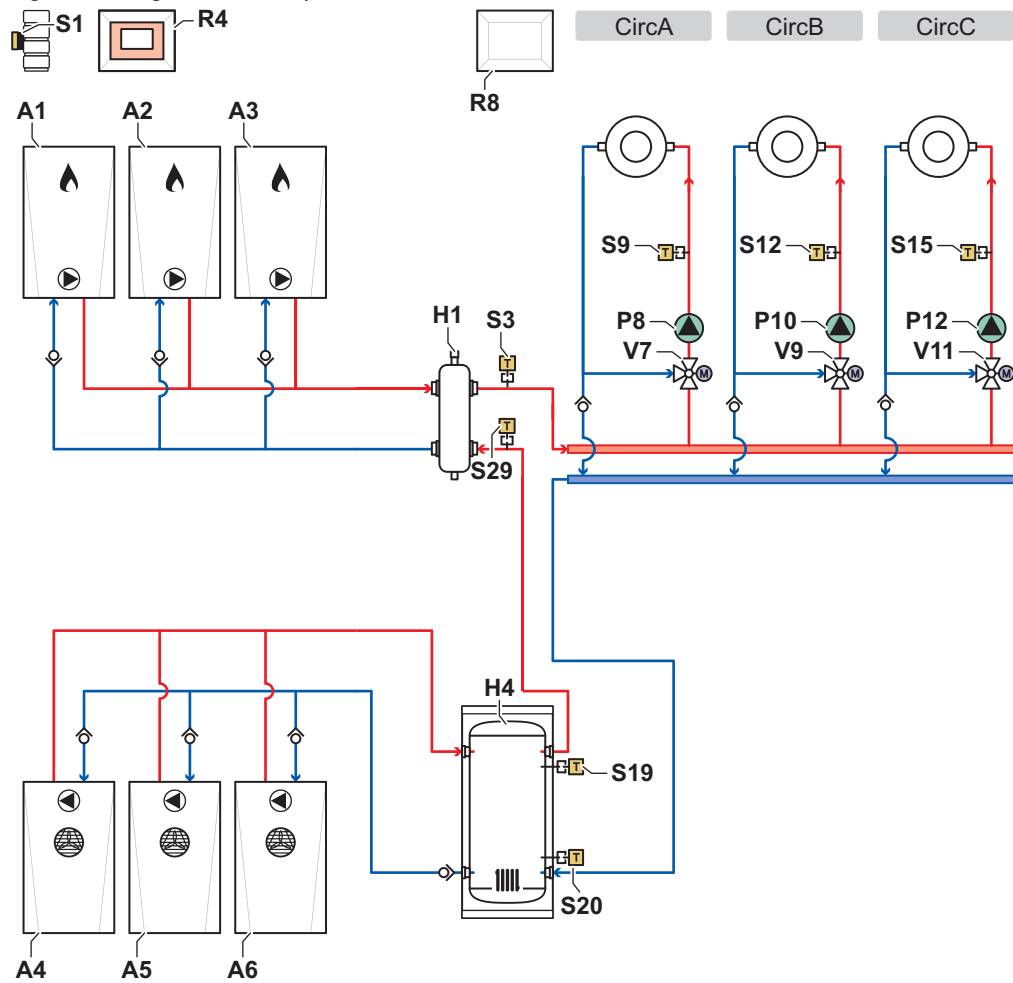 S1
R4
R8
CircA
CircB
CircC
A1
A2
A3
S9
T
S12
T
S15
T
H1
S3
T
P8
P10
P12
V7
M
V9
M
V11
M
T
S29
H4
T
S19
T
S20
A4
A5
A6